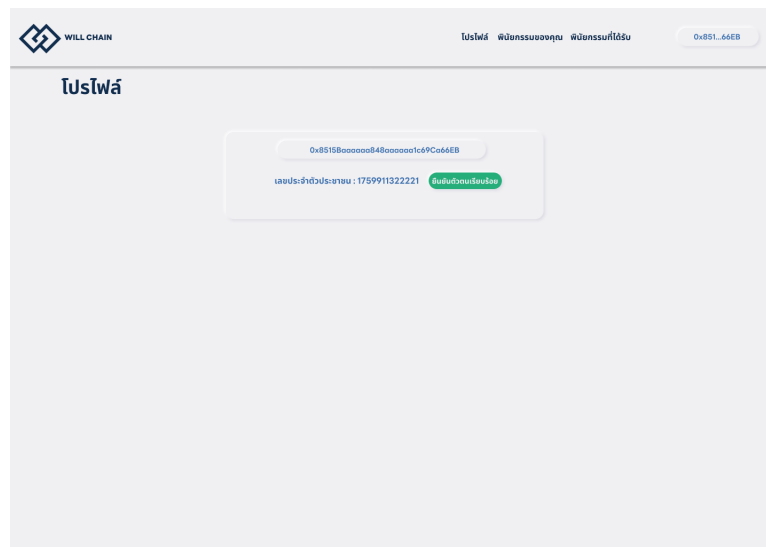 WILL CHAIN
โปรไฟล์ พินัยกรรมของคุณ พินัยกรรมที่ได้รับ
0x851...66EB
โปรไฟล์
0x8515Baaaaaa848aaaaaa1c69Ca66EB
เลขประจำตัวประชาชน : 1759911322221
ยืนยันตัวตนเรียบร้อย